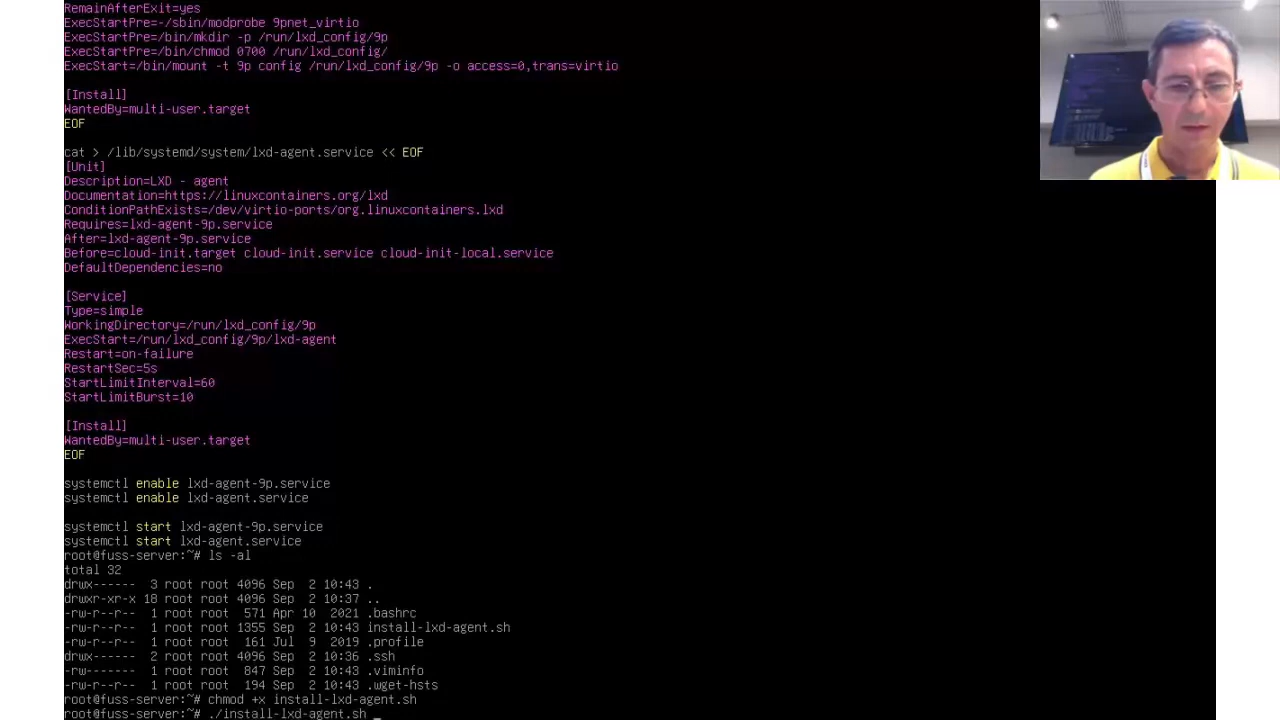 RemainAfterExit=yes
ExecStartPre=-/sbin/modprobe 9pnet_virtio
ExecStartPre=/bin/mkdir -p /run/lxd_config/9p
ExecStartPre=/bin/chmod 0700 /run/lxd_config/
ExecStart=/bin/mount -t 9p config /run/lxd_config/9p -o access=0,trans=virtio
[Install]
WantedBy=multi-user.target
EOF
cat > /lib/systemd/system/lxd-agent.service << EOF
[Unit]
Description=LXD - agent
Documentation=https://linuxcontainers.org/lxd
ConditionPathExists=/dev/virtio-ports/org.linuxcontainers.lxd
Requires=lxd-agent-9p.service
After=lxd-agent-9p.service
Before=cloud-init.target cloud-init.service cloud-init-local.service
DefaultDependencies=no
[Service]
Type=simple
WorkingDirectory=/run/lxd_config/9p
ExecStart=/run/lxd_config/9p/lxd-agent
Restart=on-failure
RestartSec=5s
StartLimitInterval=60
StartLimitBurst=10
[Install]
WantedBy=multi-user.target
EOF
systemctl enable lxd-agent-9p.service
systemctl enable lxd-agent.service
systemctl start lxd-agent-9p.service
systemctl start lxd-agent.service
root@fuss-server:~# ls -al
total 32
drwx------  3 root root 4096 Sep  2 10:43 .
drwxr-xr-x 18 root root 4096 Sep  2 10:37 ..
-rw-r--r--  1 root root  571 Apr 10  2021 .bashrc
-rw-r--r--  1 root root 1355 Sep  2 10:43 install-lxd-agent.sh
-rw-r--r--  1 root root  161 Jul  9  2019 .profile
drwx------  2 root root 4096 Sep  2 10:36 .ssh
-rw-------  1 root root  847 Sep  2 10:43 .viminfo
-rw-r--r--  1 root root  194 Sep  2 10:43 .wget-hsts
root@fuss-server:~# chmod +x install-lxd-agent.sh
root@fuss-server:~# ./install-lxd-agent.sh _